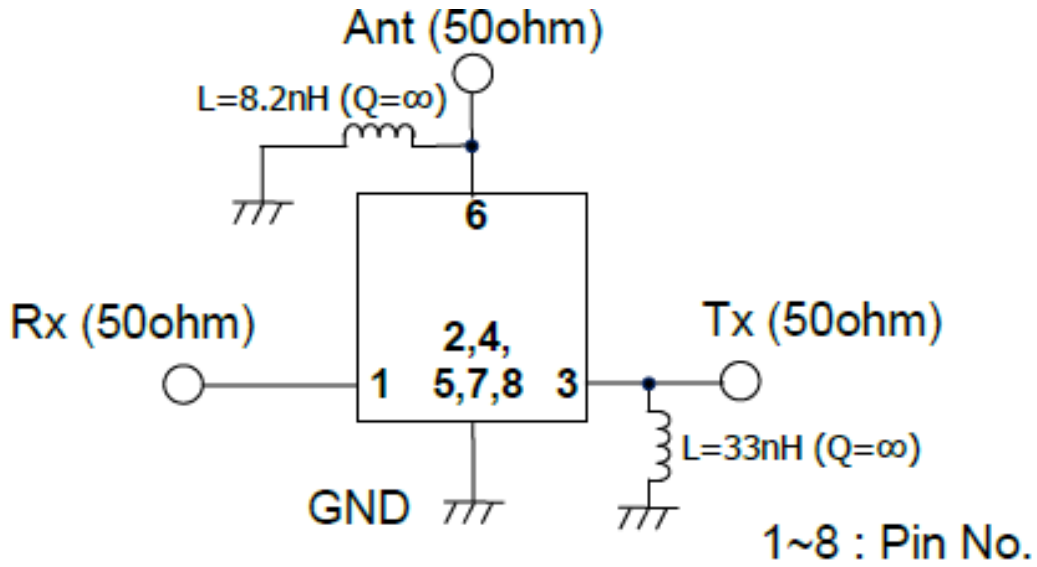 Ant (50ohm)
L=8.2nH (Q=∞)
6
Rx (50ohm)
Tx (50ohm)
2,4,
1 5,7,8 3
L=33nH (Q=∞)
GND
1~8 : Pin No.